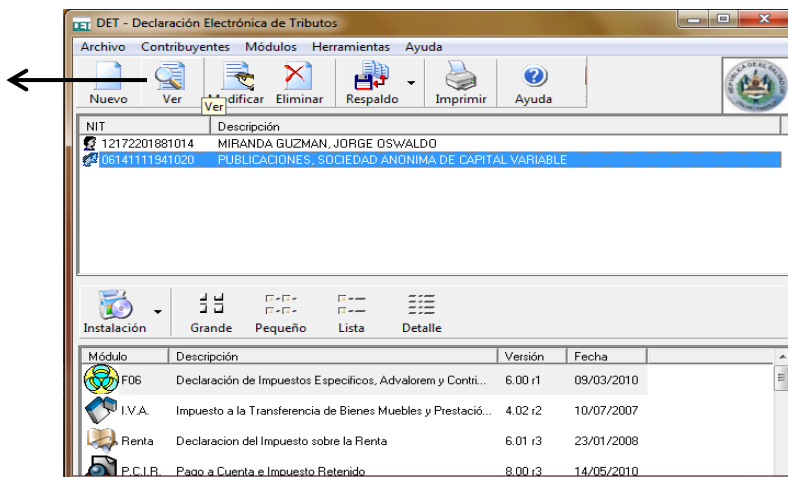 DET - Declaración Electrónica de Tributos
Archivo Contribuyentes Módulos Herramientas Ayuda
Nuevo Ver Modificar Eliminar Respaldo Imprimir Ayuda
Ver
NIT Descripción
12172201881014 MIRANDA GUZMAN, JORGE OSWALDO
06141111941020 PUBLICACIONES, SOCIEDAD ANONIMA DE CAPITAL VARIABLE
Instalación Grande Pequeño Lista Detalle
Módulo Descripción Versión Fecha
F06 Declaración de Impuestos Especificos, Advalorem y Contri... 6.00 r1 09/03/2010
I.V.A. Impuesto a la Transferencia de Bienes Muebles y Prestació... 4.02 r2 10/07/2007
Renta Declaracion del Impuesto sobre la Renta 6.01 r3 23/01/2008
P.C.I.R. Pago a Cuenta e Impuesto Retenido 8.00 r3 14/05/2010